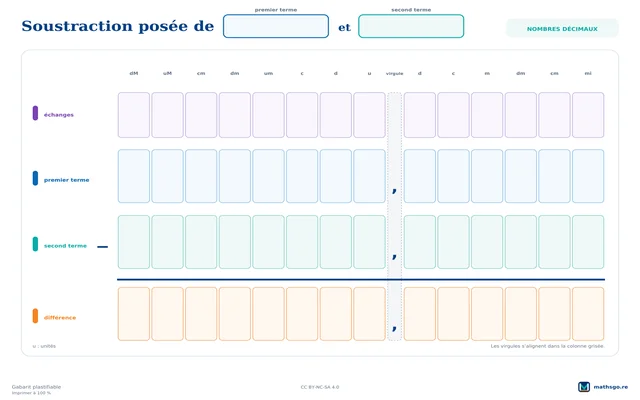 premier terme
second terme
Soustraction posée de et
NOMBRES DÉCIMAUX
dM uM cm dm um c d u virgule d c m dm cm mi
échanges
premier terme ,
second terme — ,
différence ,
u : unités
Les virgules s'alignent dans la colonne grisée.
Gabarit plastifiable
Imprimer à 100 %
CC BY-NC-SA 4.0
mathsgo.re